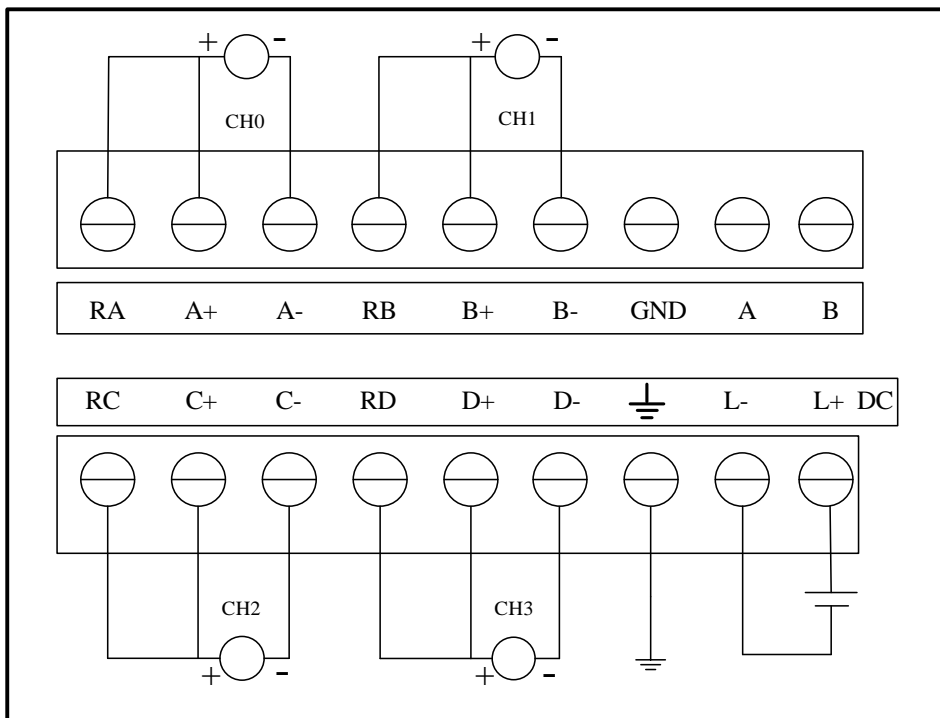 + - + -
CH0 CH1
RA A+ A- RB B+ B- GND A B
RC C+ C- RD D+ D- L- L+ DC
CH2 CH3
+ - + -